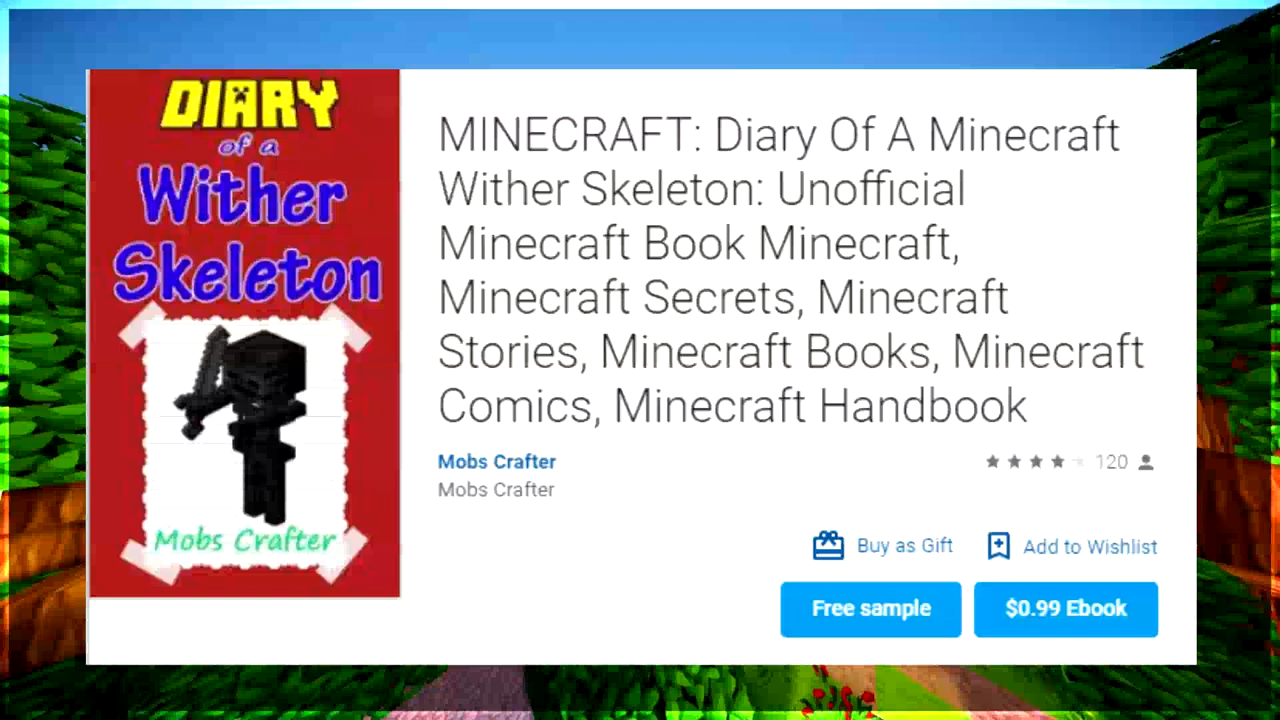 DIARY
of a
Wither
Skeleton
Mobs Crafter
MINECRAFT: Diary Of A Minecraft
Wither Skeleton: Unofficial
Minecraft Book Minecraft,
Minecraft Secrets, Minecraft
Stories, Minecraft Books, Minecraft
Comics, Minecraft Handbook
Mobs Crafter
120
Mobs Crafter
Buy as Gift
Add to Wishlist
Free sample
$0.99 Ebook